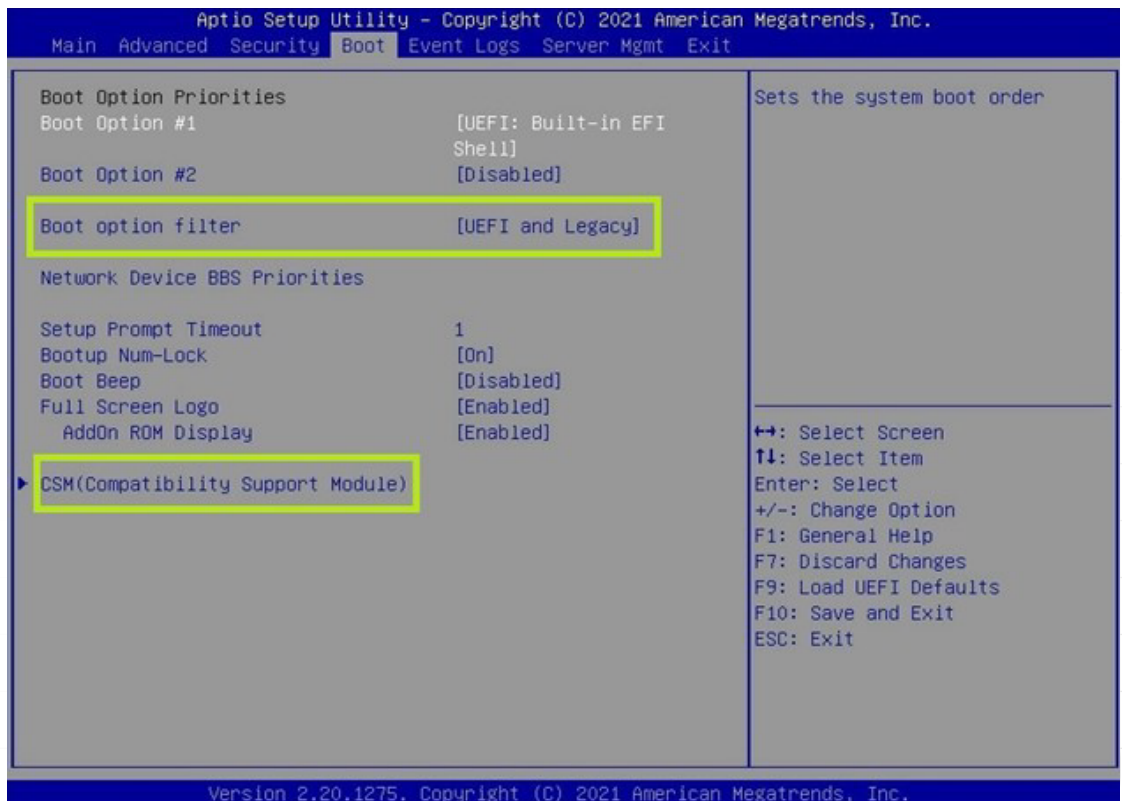 Aptio Setup Utility – Copyright (C) 2021 American Megatrends, Inc.
Main Advanced Security Boot Event Logs Server Mgmt Exit
Boot Option Priorities
Boot Option #1 [UEFI: Built-in EFI
Shell]
Boot Option #2 [Disabled]
Boot option filter [UEFI and Legacy]
Network Device BBS Priorities
Setup Prompt Timeout 1
Bootup Num-Lock [On]
Boot Beep [Disabled]
Full Screen Logo [Enabled]
AddOn ROM Display [Enabled]
CSM(Compatibility Support Module)
Sets the system boot order
↔: Select Screen
↑↓: Select Item
Enter: Select
+/-: Change Option
F1: General Help
F7: Discard Changes
F9: Load UEFI Defaults
F10: Save and Exit
ESC: Exit
Version 2.20.1275. Copyright (C) 2021 American Megatrends, Inc.